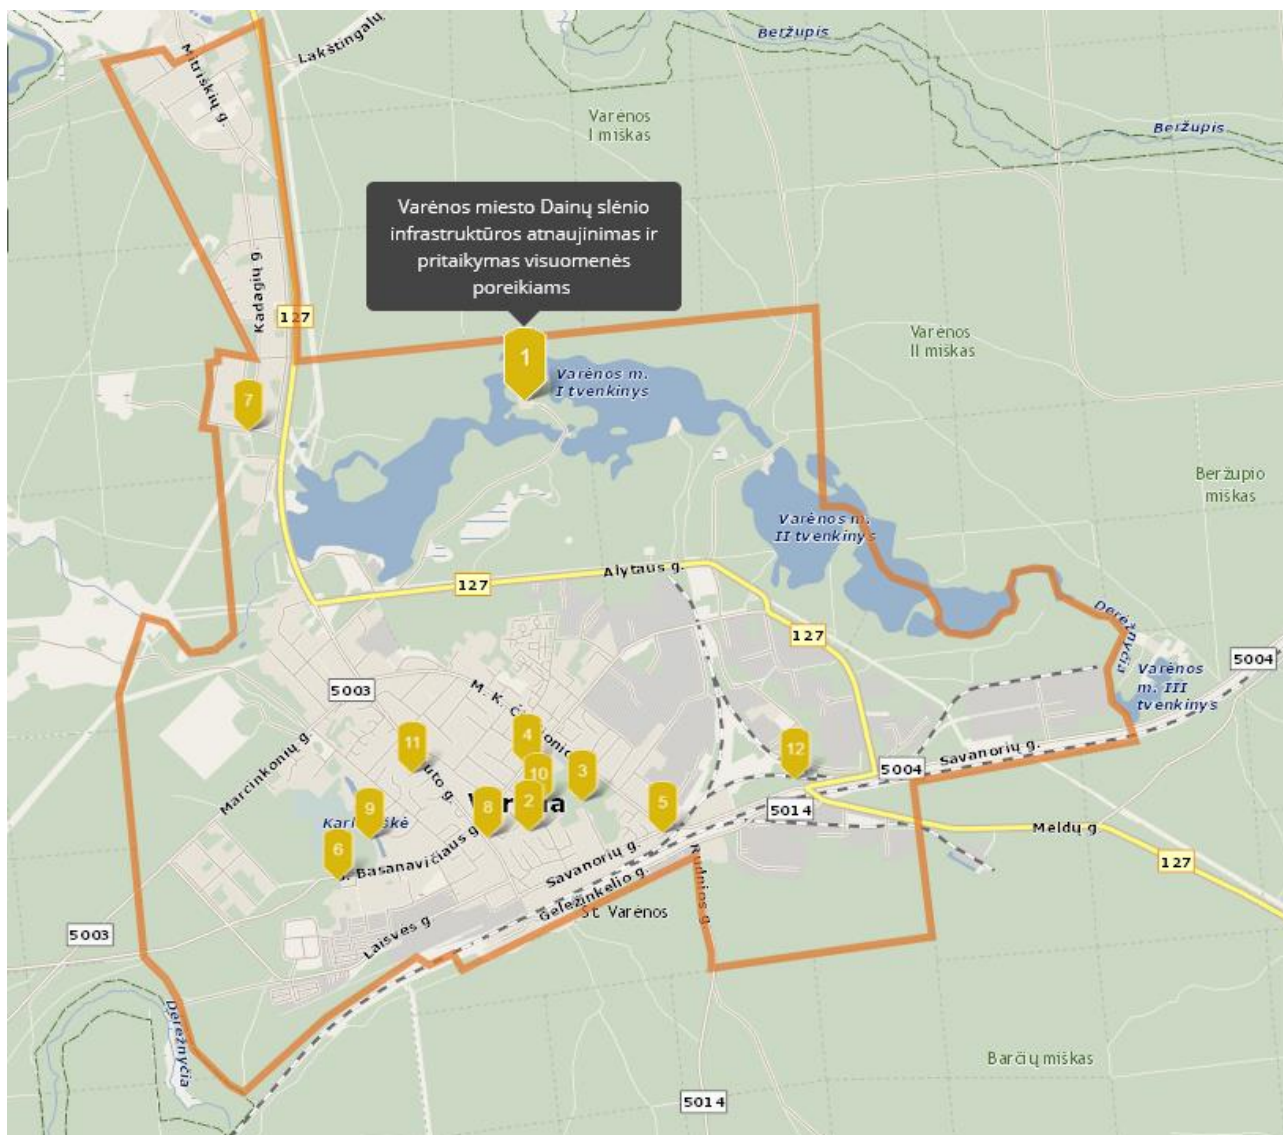 Beržupis
Lakštingalų
Mitriškių g.
Varėnos
I miškas
Beržupis
Varėnos miesto Dainų slėnio
infrastruktūros atnaujinimas ir
pritaikymas visuomenės
poreikiams
Kadagių g.
127
Varėnos
II miškas
1
Varėnos m.
I tvenkinys
7
Beržupio
miškas
Varėnos m.
II tvenkinys
Alytaus g.
127
Derežnyčia
127
5004
5003
Varėnos
m. III
tvenkinys
M. K.
4
11
12
Savanorių g.
5004
Marcinkonių g.
10
3
2
8
5
9
5014
6
Basanavičiaus g.
Meldų g
127
Savanorių g.
Geležinkelio g.
Rudnios g.
St. Varėnos
Laisvės g
5003
Derežnyčia
Barčių miškas
5014